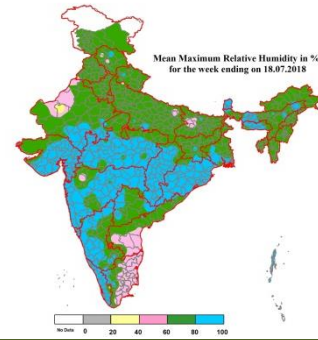 Mean Maximum Relative Humidity in %
for the week ending on 18.07.2018
No Data 0 20 40 60 80 100